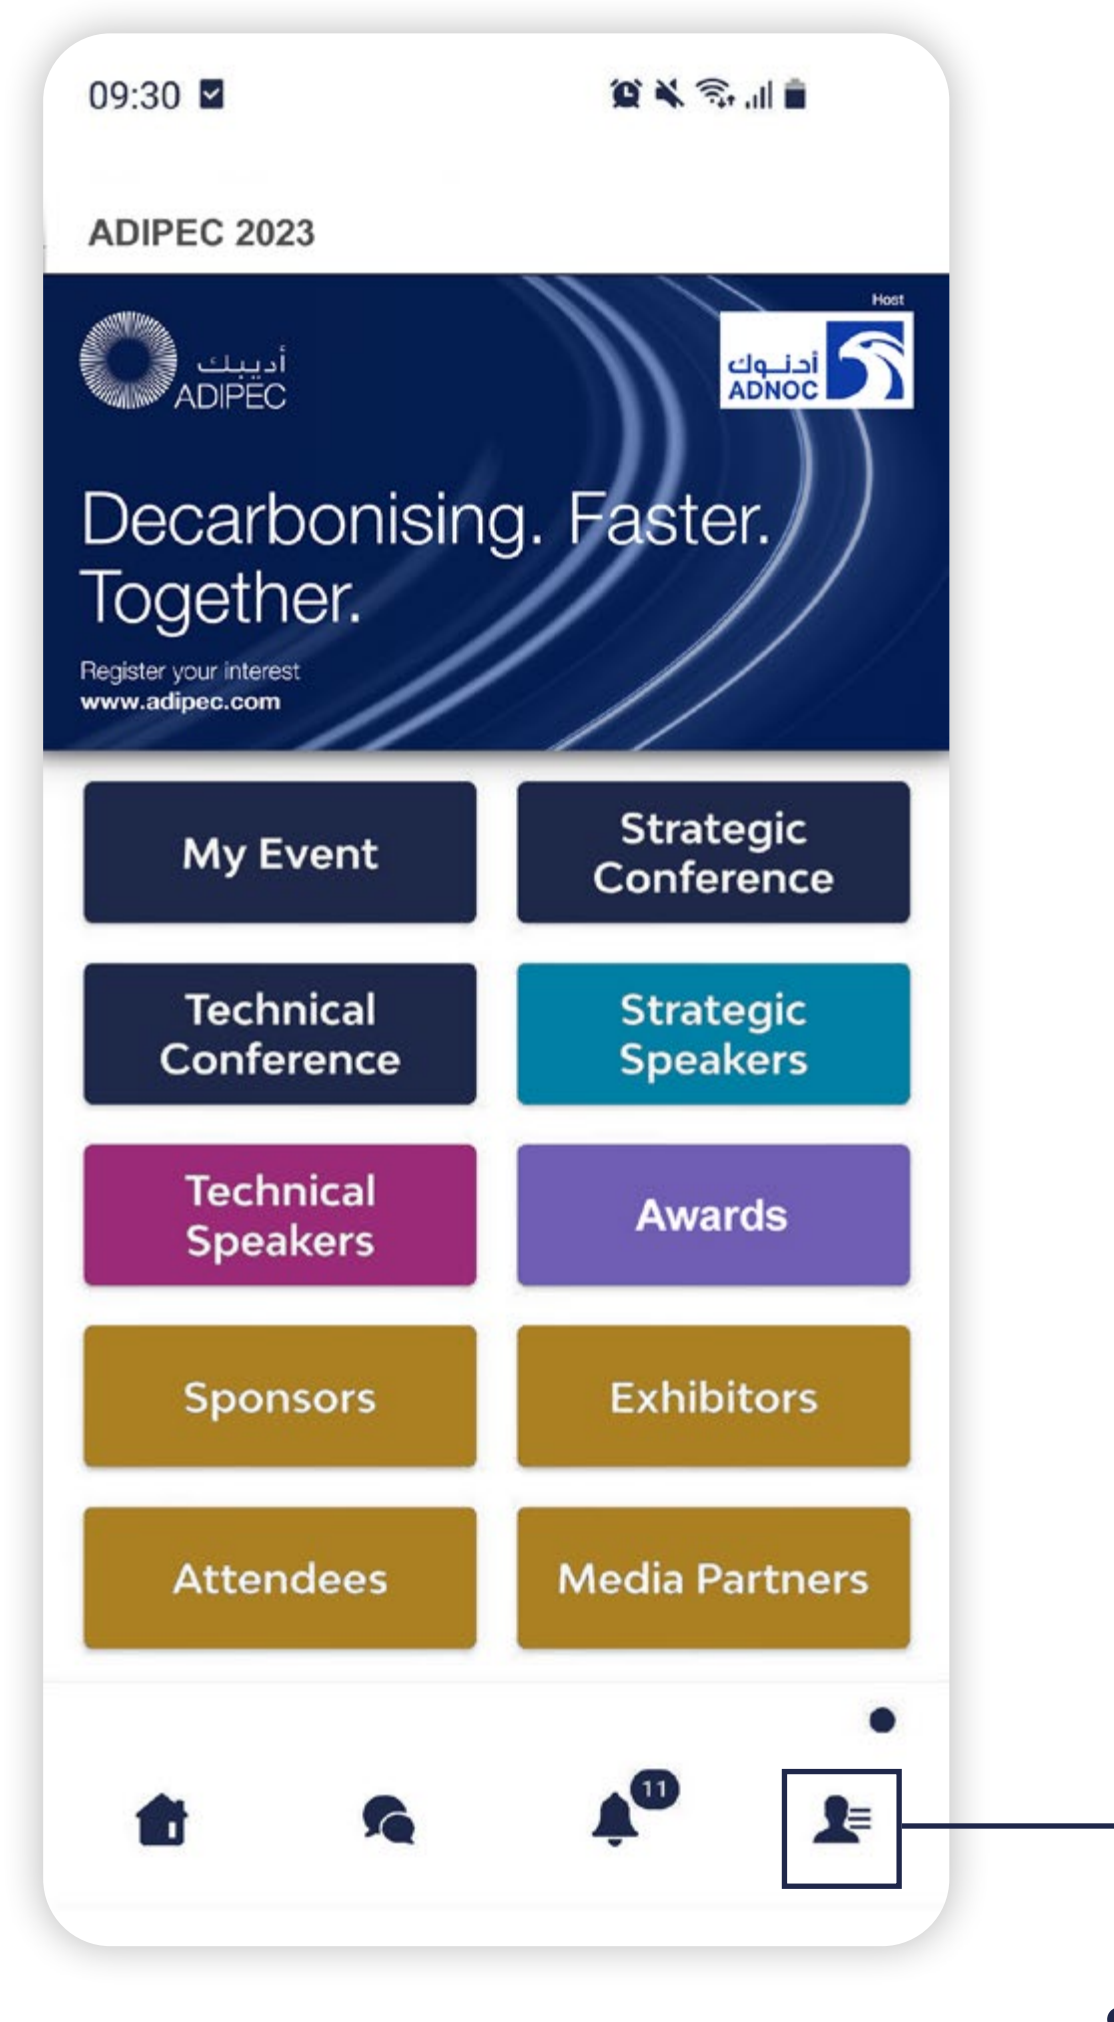 09:30
ADIPEC 2023
Host
أديبك
ADIPEC
أدنوك
ADNOC
Decarbonising. Faster.
Together.
Register your interest
www.adipec.com
My Event
Strategic
Conference
Technical
Conference
Strategic
Speakers
Technical
Speakers
Awards
Sponsors
Exhibitors
Attendees
Media Partners
11